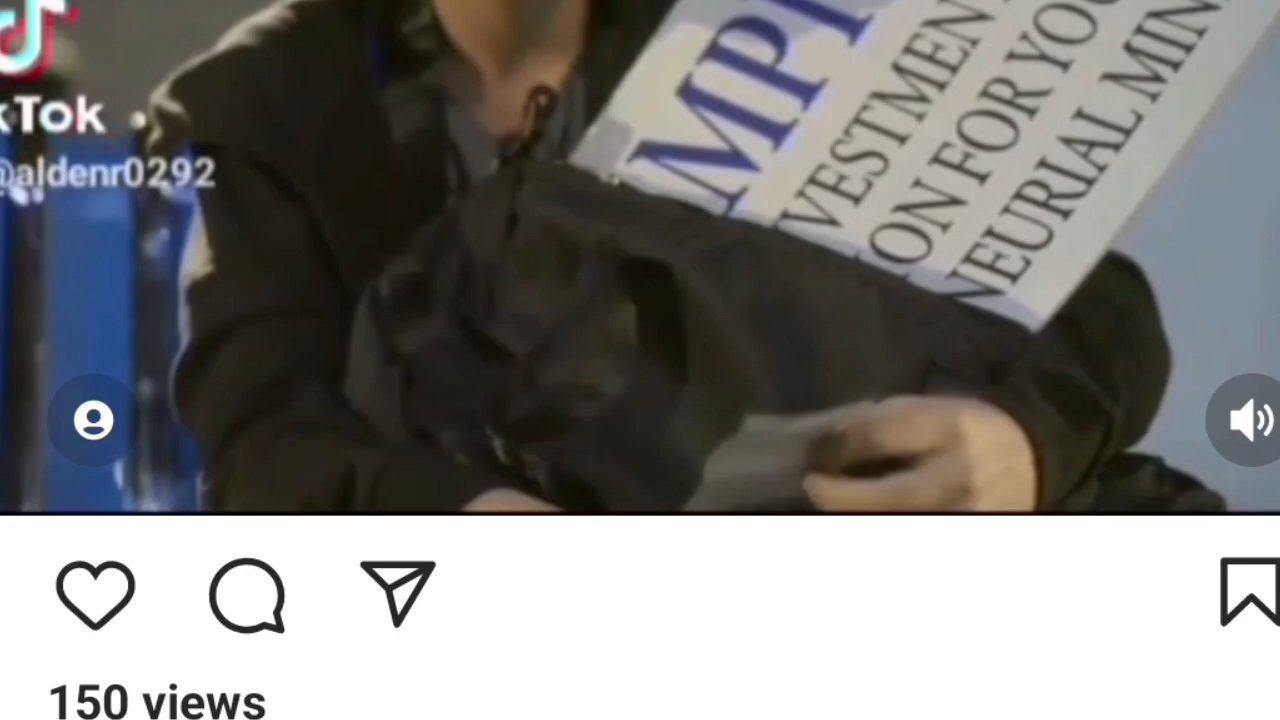 kTok
@aldenr0292
MPI
VESTMEN
ON FOR YOU
NEURIAL MIN
150 views